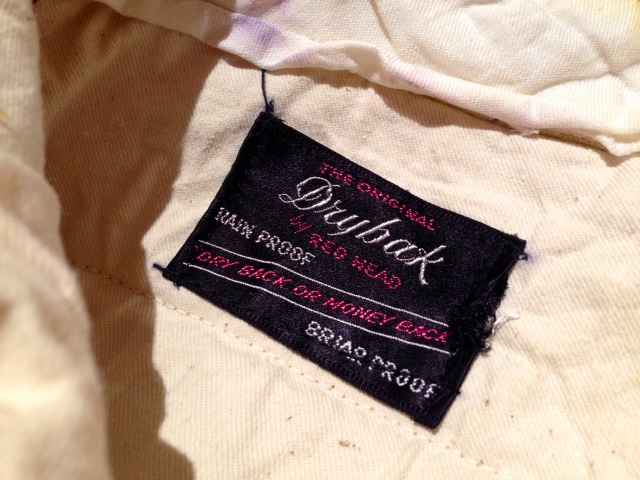 THE ORIGINAL
Drybak
by RED HEAD
RAIN PROOF
"DRY BACK OR MONEY BACK
BRIAR PROOF